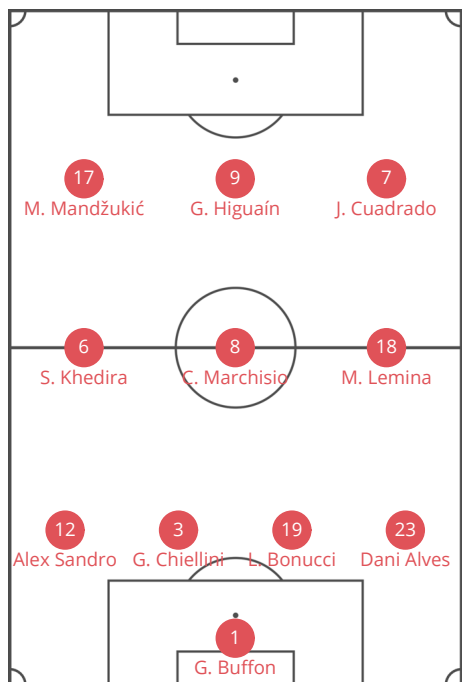 17
M. Mandžukić
9
G. Higuaín
7
J. Cuadrado
6
S. Khedira
8
C. Marchisio
18
M. Lemina
12
Alex Sandro
3
G. Chiellini
19
L. Bonucci
23
Dani Alves
1
G. Buffon